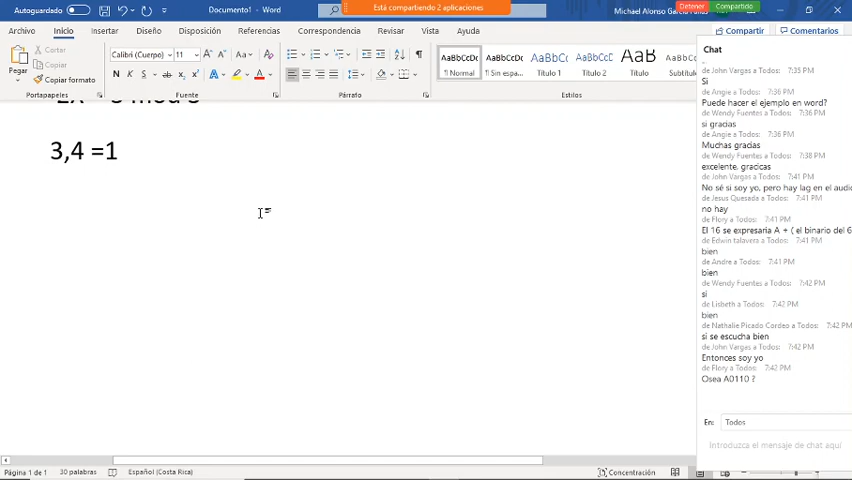 Está compartiendo 2 aplicaciones
Detener
Compartido
Autoguardado
Documento1 - Word
Archivo Inicio Insertar Diseño Disposición Referencias Correspondencia Revisar Vista Ayuda
Compartir
Comentarios
Pegar
Cortar
Copiar
Copiar formato
Portapapeles
Calibri (Cuerpo) 11
Fuente
Párrafo
AaBbCcDc AaBbCcDc AaBbCc AaBbCcD AaB AaBbCcD
¶ Normal ¶ Sin espa... Título 1 Título 2 Título Subtítulo
Estilos
3,4 =1
Chat
de John Vargas a Todos: 7:35 PM
Si
de Angie a Todos: 7:36 PM
Puede hacer el ejemplo en word?
de Wendy Fuentes a Todos: 7:36 PM
si gracias
de Angie a Todos: 7:36 PM
Muchas gracias
de Wendy Fuentes a Todos: 7:38 PM
excelente, gracicas
de John Vargas a Todos: 7:41 PM
No sé si soy yo, pero hay lag en el audio
de Jesus Quesada a Todos: 7:41 PM
no hay
de Flory a Todos: 7:41 PM
El 16 se expresaria A + ( el binario del 6
de Edwin talavera a Todos: 7:41 PM
bien
de Andre a Todos: 7:41 PM
bien
de Wendy Fuentes a Todos: 7:42 PM
si
de Lisbeth a Todos: 7:42 PM
bien
de Nathalie Picado Cordeo a Todos: 7:42 PM
si se escucha bien
de John Vargas a Todos: 7:42 PM
Entonces soy yo
de Flory a Todos: 7:42 PM
Osea A0110 ?
En: Todos
Introduzca el mensaje de chat aquí
Página 1 de 1 30 palabras Español (Costa Rica)
Concentración